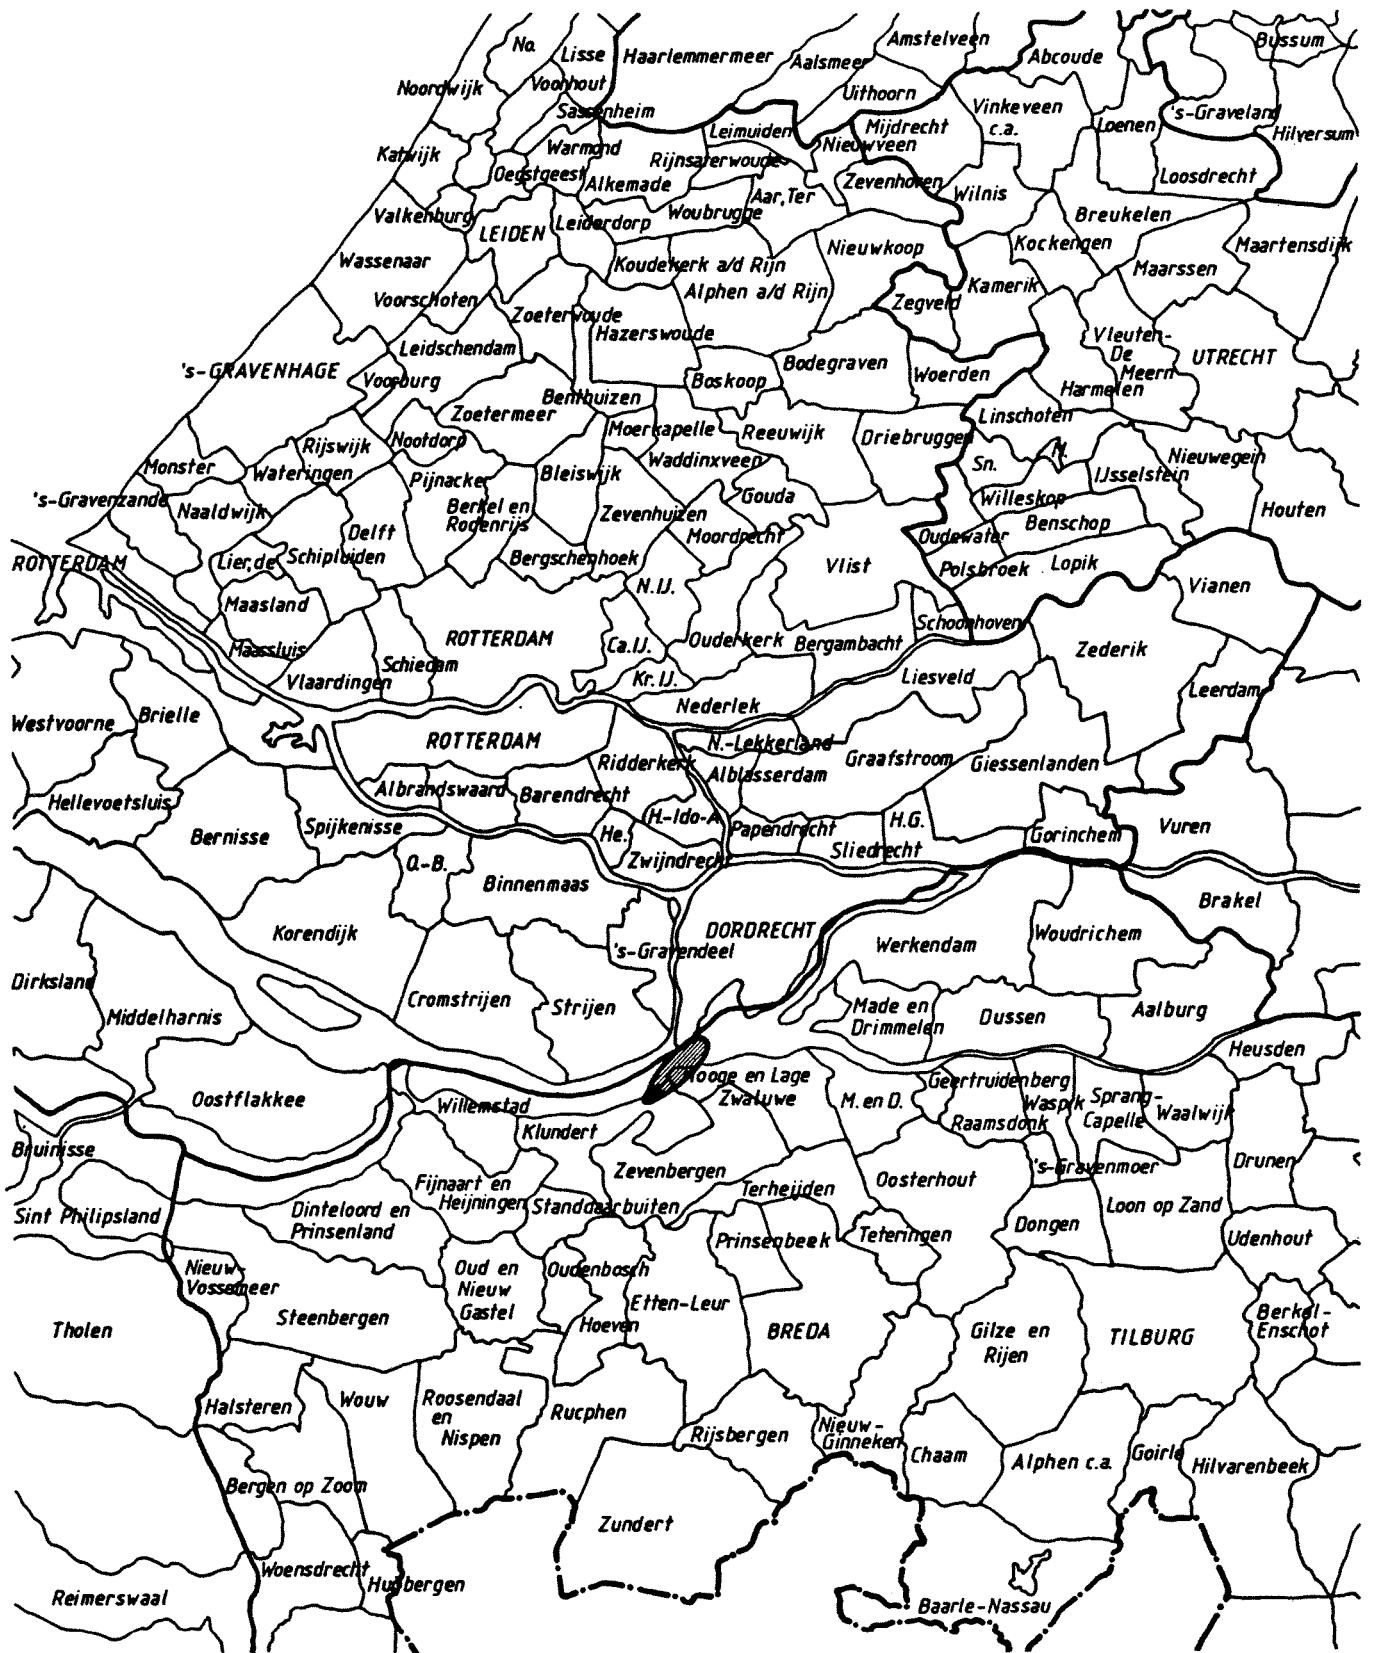 No.
Lisse
Haarlemmermeer
Aalsmeer
Amstelveen
Abcoude
Bussum
Noordwijk
Voorhout
Sassenheim
Uithoorn
Vinkeveen
c.a.
Loenen
's-Graveland
Hilversum
Katwijk
Warmond
Leimuiden
Mijdrecht
Nieuwveen
Oegstgeest
Alkemade
Rijnsaterwoude
Zevenhoven
Wilnis
Loosdrecht
Valkenburg
LEIDEN
Leiderdorp
Woubrugge
Aar, Ter
Breukelen
Wassenaar
Koudekerk a/d Rijn
Nieuwkoop
Kockengen
Maarssen
Maartensdijk
Voorschoten
Zoeterwoude
Alphen a/d Rijn
Zegveld
Kamerik
Hazerswoude
Leidschendam
Vleuten-
De
Meern
UTRECHT
's-GRAVENHAGE
Voorburg
Boskoop
Bodegraven
Woerden
Harmelen
Benthuizen
Zoetermeer
Linschoten
Rijswijk
Nootdorp
Moerkapelle
Reeuwijk
Driebruggen
M.
Monster
Wateringen
Pijnacker
Bleiswijk
Waddinxveen
Sn.
IJsselstein
Nieuwegein
's-Gravenzande
Naaldwijk
Berkel en
Rodenrijs
Gouda
Willeskop
Houten
Delft
Zevenhuizen
Moordrecht
Benschop
Oudewater
ROTTERDAM
Lier, de
Schipluiden
Bergschenhoek
Vlist
Polsbroek
Lopik
Vianen
Maasland
N.IJ.
Schoonhoven
Maassluis
ROTTERDAM
Ca.IJ.
Ouderkerk
Bergambacht
Zederik
Vlaardingen
Schiedam
Kr.IJ.
Liesveld
Leerdam
Westvoorne
Brielle
Nederlek
ROTTERDAM
N.-Lekkerland
Ridderkerk
Alblasserdam
Graafstroom
Giessenlanden
Hellevoetsluis
Albrandswaard
Barendrecht
Bernisse
Spijkenisse
He.
H.-Ido-A
Papendrecht
H.G.
Gorinchem
Vuren
O.-B.
Zwijndrecht
Sliedrecht
Binnenmaas
Brakel
Korendijk
's-Gravendeel
DORDRECHT
Werkendam
Woudrichem
Dirksland
Middelharnis
Cromstrijen
Strijen
Made en
Drimmelen
Dussen
Aalburg
Heusden
Oostflakkee
Willemstad
Hooge en Lage
Zwaluwe
M. en D.
Geertruidenberg
Raamsdonk
Waspik
Sprang-
Capelle
Waalwijk
Klundert
Bruinisse
Zevenbergen
's-Gravenmoer
Drunen
Fijnaart en
Heijningen
Terheijden
Oosterhout
Sint Philipsland
Dinteloord en
Prinsenland
Standdaarbuiten
Dongen
Loon op Zand
Prinsenbeek
Teteringen
Udenhout
Nieuw-
Vossemeer
Oud en
Nieuw
Gastel
Oudenbosch
Tholen
Steenbergen
Hoeven
Etten-Leur
BREDA
Gilze en
Rijen
TILBURG
Berkel-
Enschot
Halsteren
Wouw
Roosendaal
en
Nispen
Rucphen
Rijsbergen
Nieuw-
Ginneken
Chaam
Alphen c.a.
Goirle
Hilvarenbeek
Bergen op Zoom
Zundert
Woensdrecht
Huijbergen
Reimerswaal
Baarle-Nassau